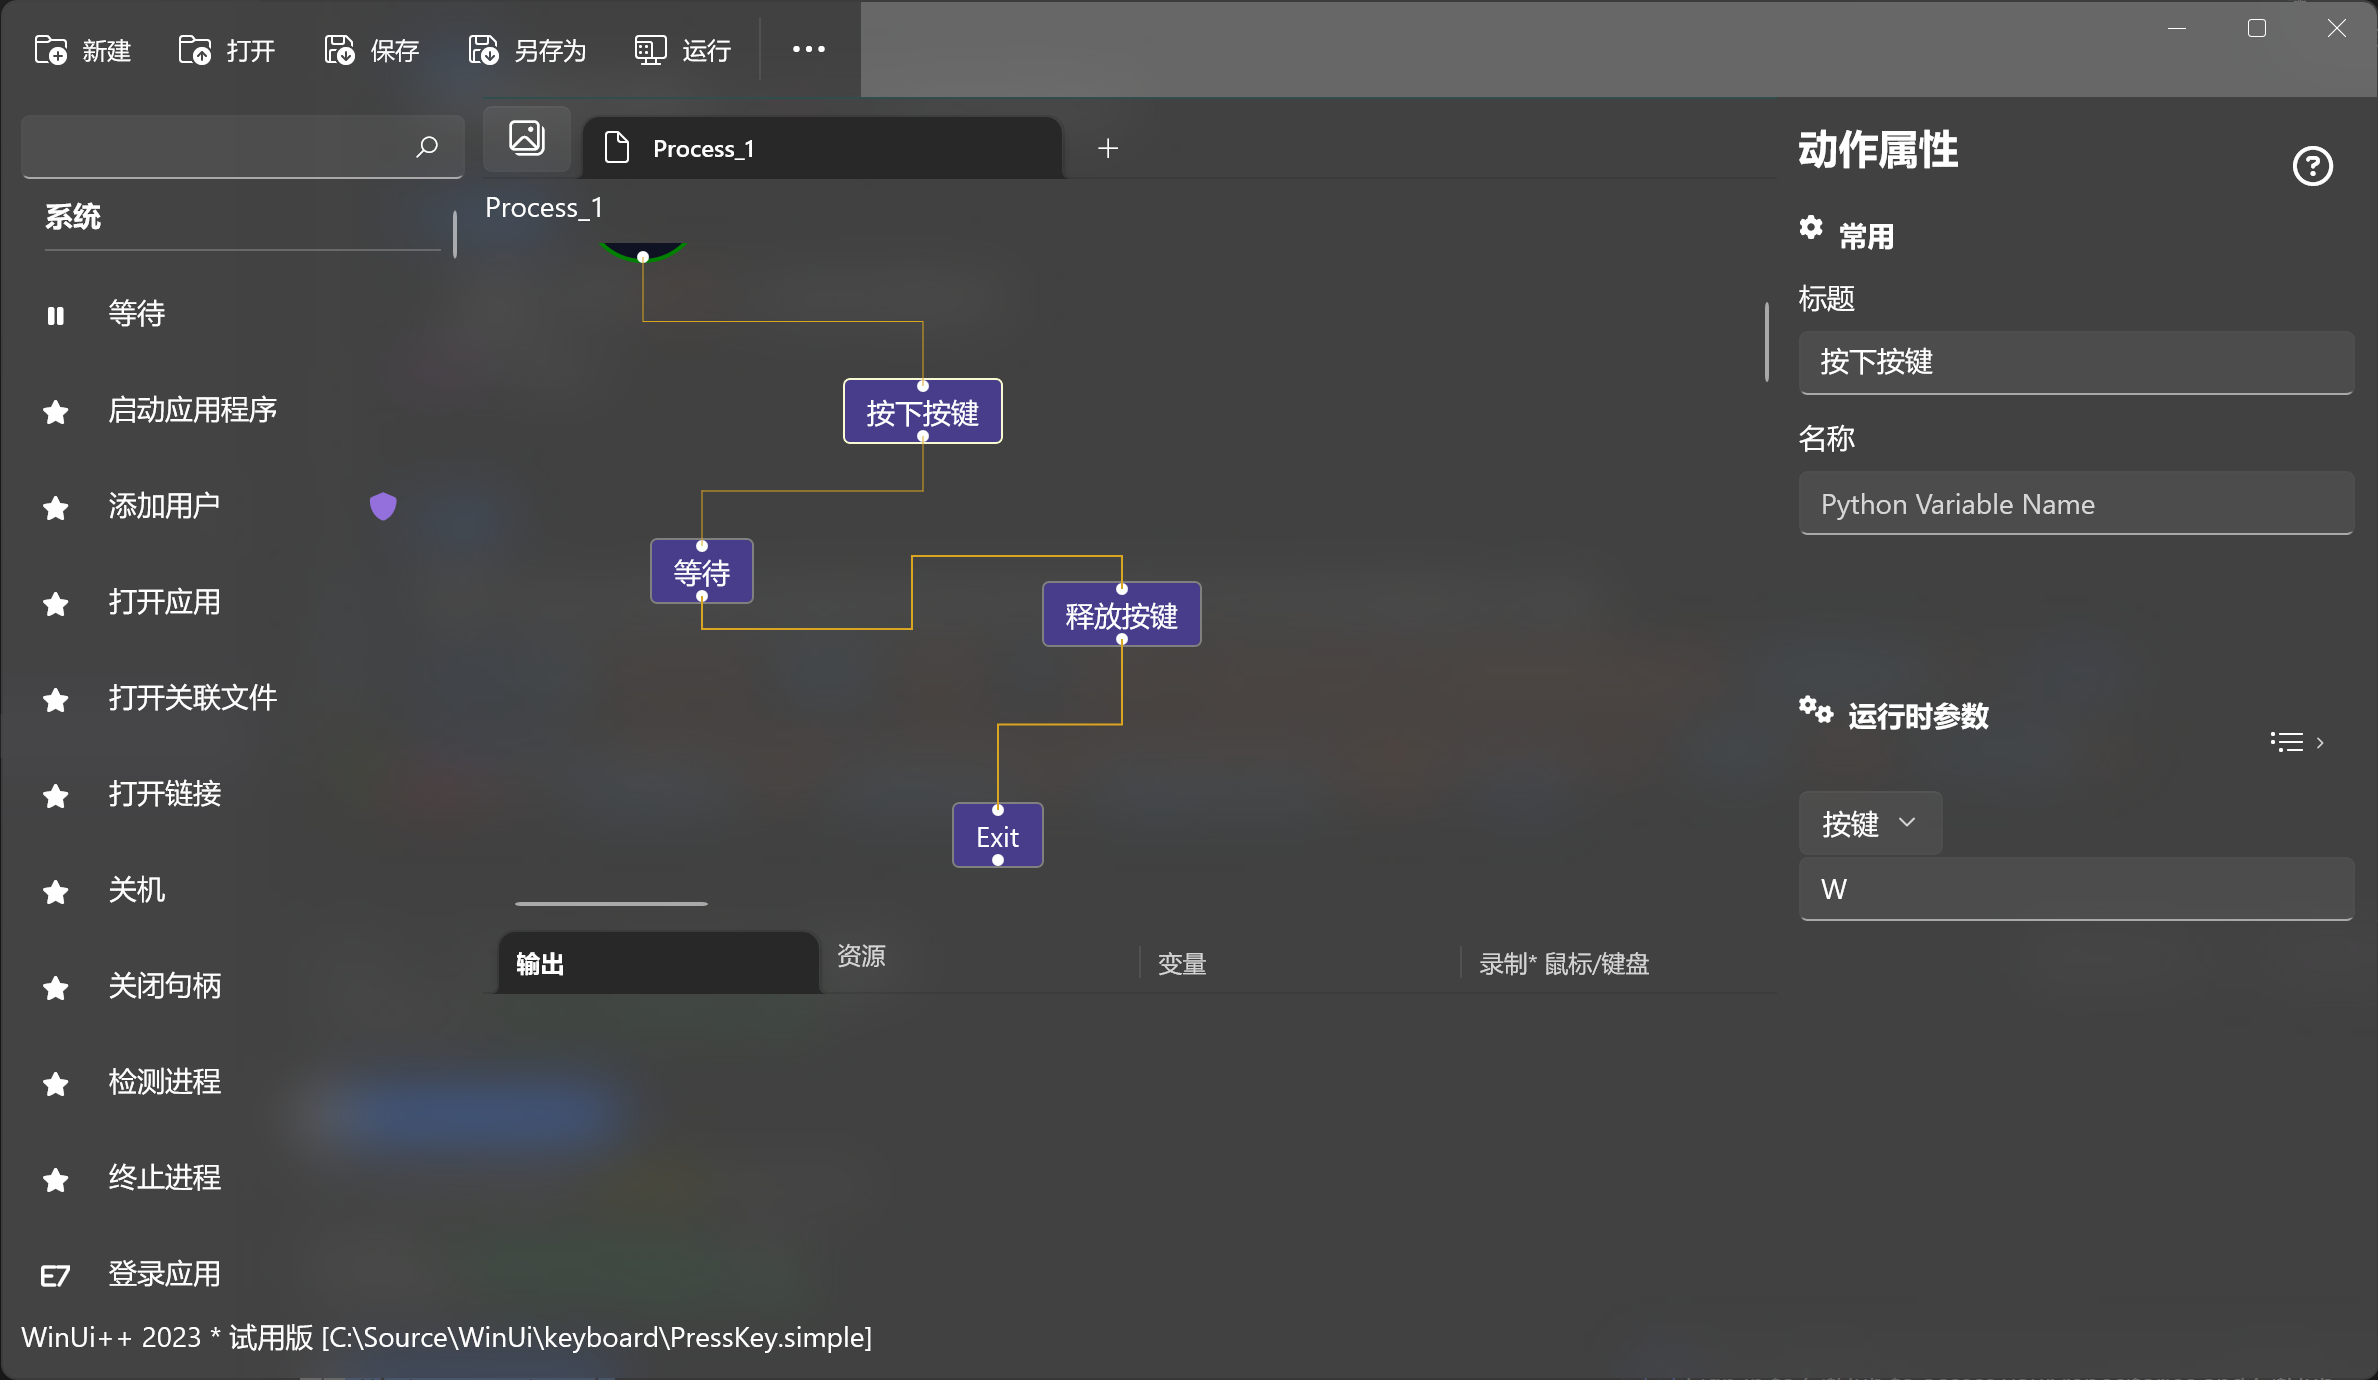 新建
打开
保存
另存为
运行
系统
等待
启动应用程序
添加用户
打开应用
打开关联文件
打开链接
关机
关闭句柄
检测进程
终止进程
E7 登录应用
Process_1
Process_1
按下按键
等待
释放按键
Exit
输出
资源
变量
录制* 鼠标/键盘
动作属性
常用
标题
按下按键
名称
Python Variable Name
运行时参数
按键
W
WinUi++ 2023 * 试用版 [C:\Source\WinUi\keyboard\PressKey.simple]